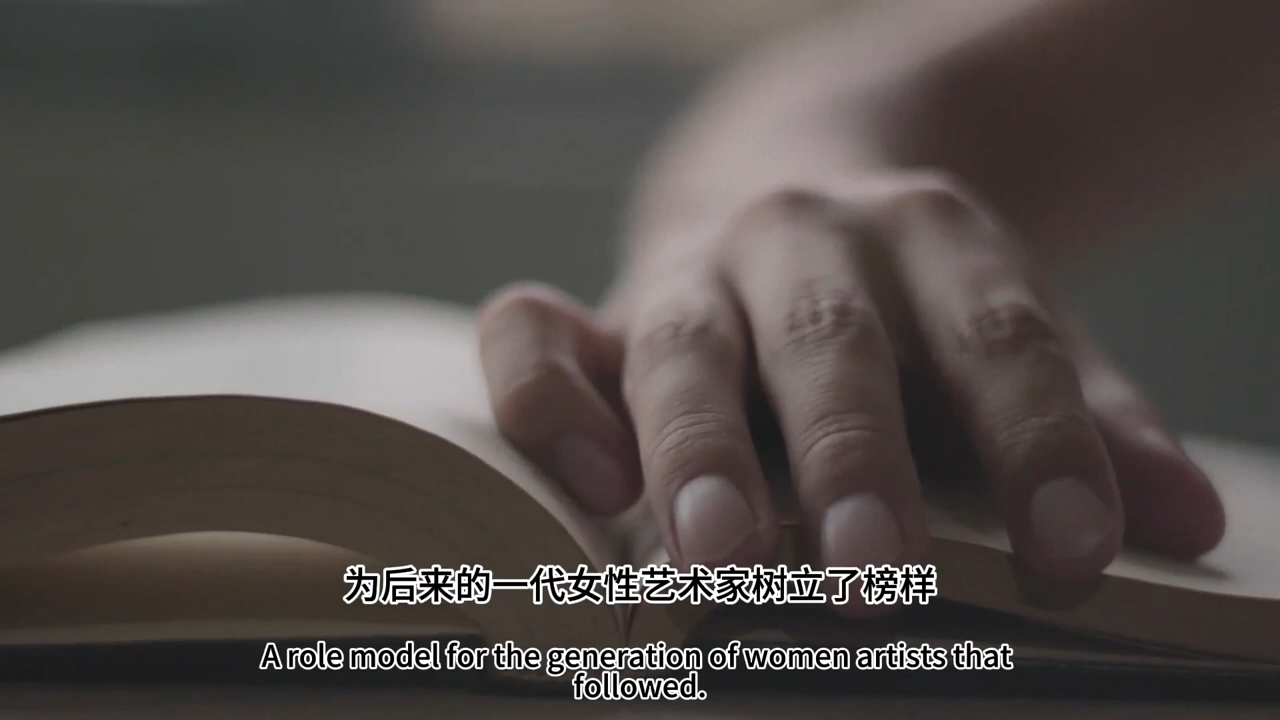 为后来的一代女性艺术家树立了榜样
A role model for the generation of women artists that
followed.